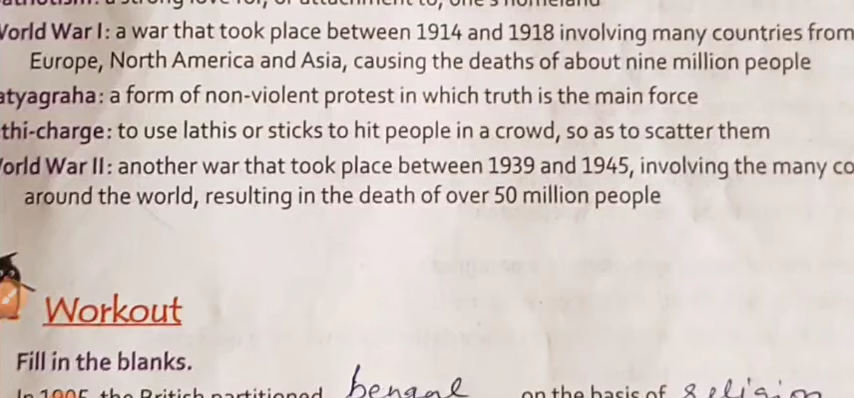 a strong love for, or attachment to, one's homeland
World War I: a war that took place between 1914 and 1918 involving many countries from
Europe, North America and Asia, causing the deaths of about nine million people
atyagraha: a form of non-violent protest in which truth is the main force
thi-charge: to use lathis or sticks to hit people in a crowd, so as to scatter them
World War II: another war that took place between 1939 and 1945, involving the many co
around the world, resulting in the death of over 50 million people
Workout
Fill in the blanks.
In 1905, the British partitioned bengal on the basis of religion